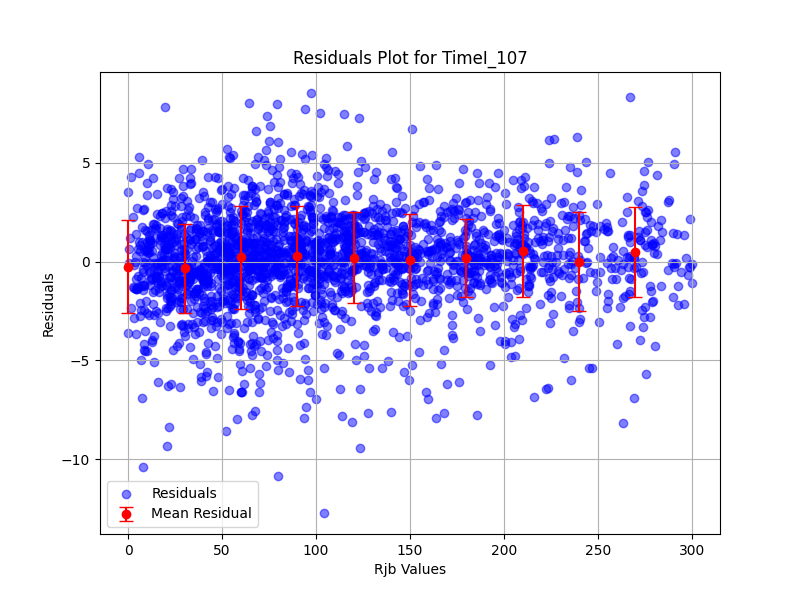 Residuals Plot for TimeI_107
Residuals
5
0
−5
−10
0 50 100 150 200 250 300
Rjb Values
Residuals
Mean Residual